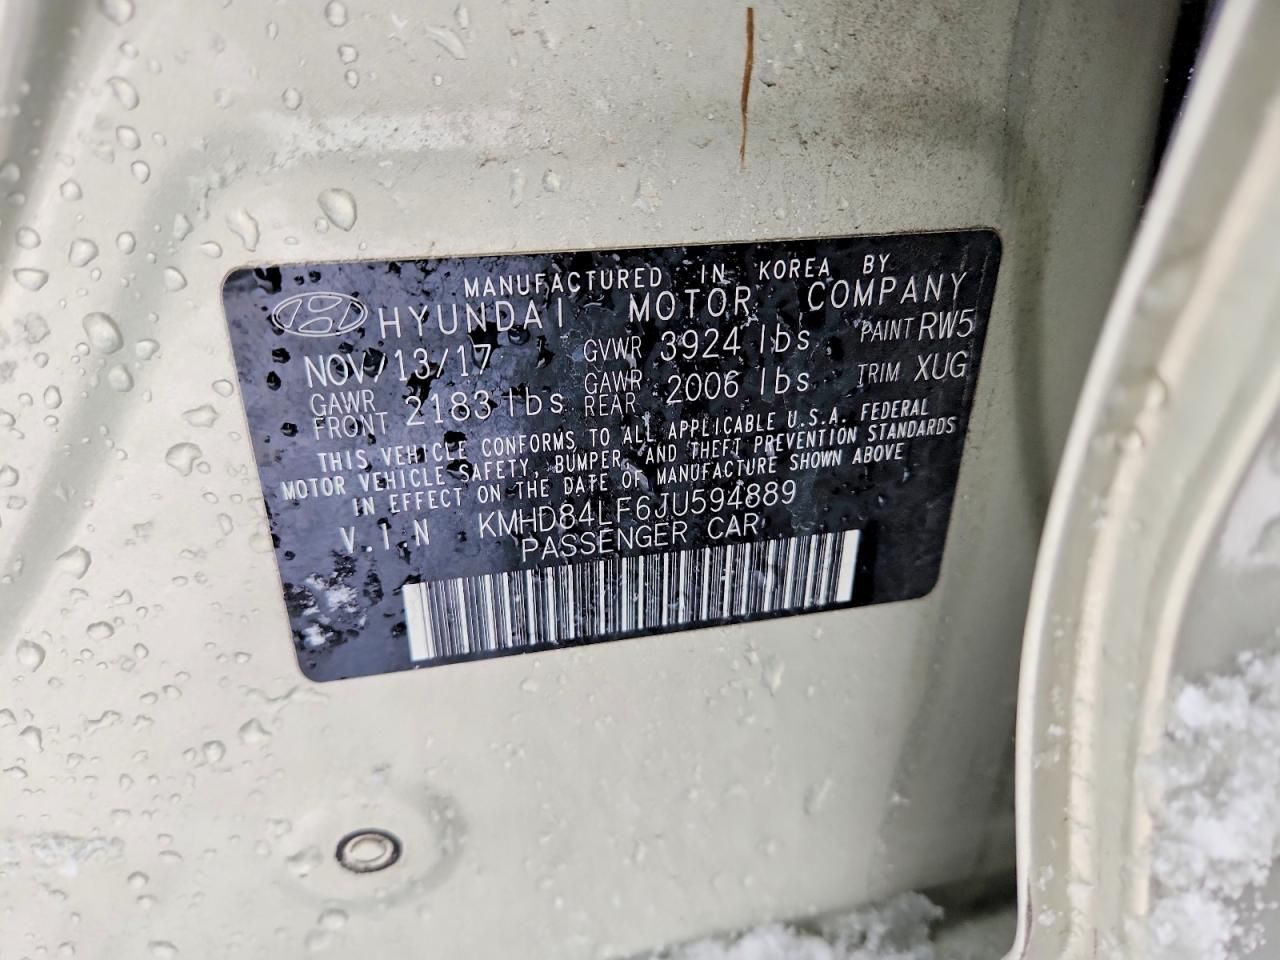 MANUFACTURED IN KOREA BY
HYUNDAI MOTOR COMPANY
NOV/13/17 GVWR 3924 lbs PAINT RW5
GAWR FRONT 2183 lbs GAWR REAR 2006 lbs TRIM XUG
THIS VEHICLE CONFORMS TO ALL APPLICABLE U.S.A. FEDERAL
MOTOR VEHICLE SAFETY, BUMPER, AND THEFT PREVENTION STANDARDS
IN EFFECT ON THE DATE OF MANUFACTURE SHOWN ABOVE
V.I.N KMHD84LF6JU594889
PASSENGER CAR